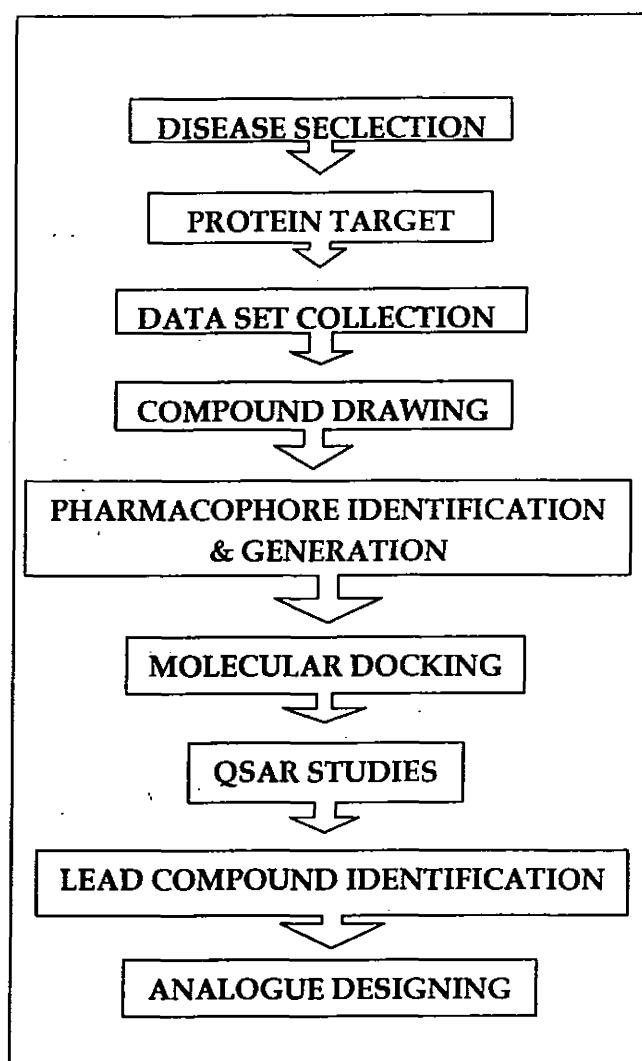 DISEASE SECLECTION
PROTEIN TARGET
DATA SET COLLECTION
COMPOUND DRAWING
PHARMACOPHORE IDENTIFICATION
& GENERATION
MOLECULAR DOCKING
QSAR STUDIES
LEAD COMPOUND IDENTIFICATION
ANALOGUE DESIGNING